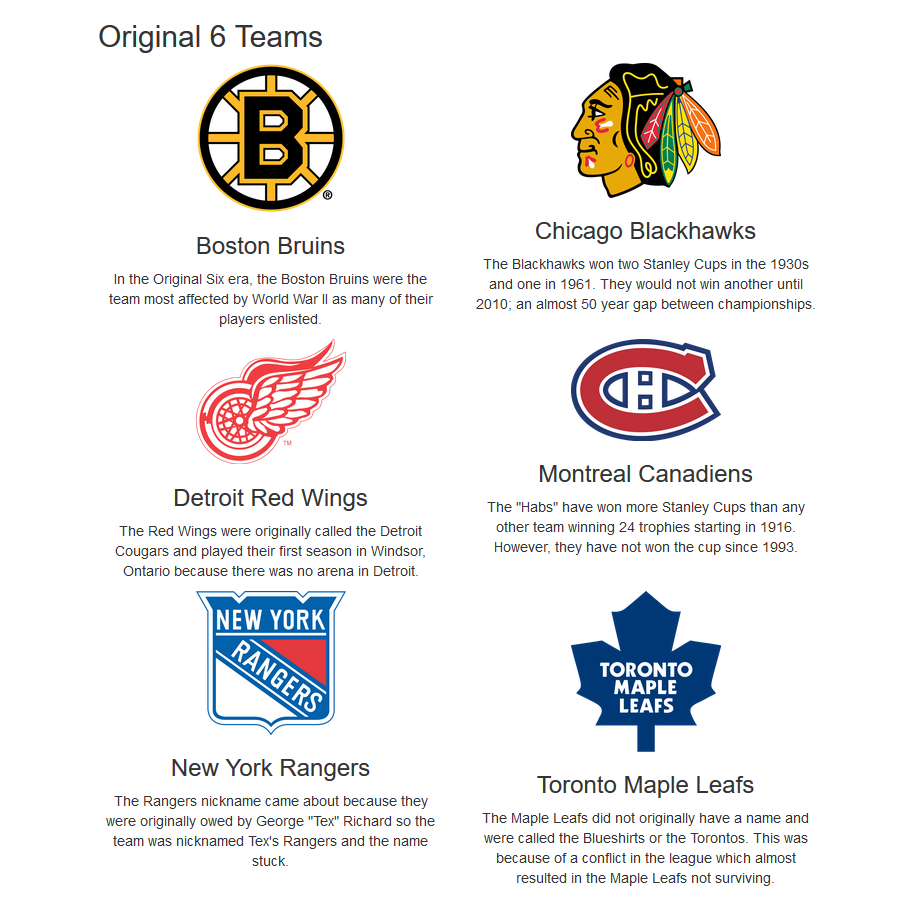 Original 6 Teams
B
®
Boston Bruins
In the Original Six era, the Boston Bruins were the
team most affected by World War II as many of their
players enlisted.
Chicago Blackhawks
The Blackhawks won two Stanley Cups in the 1930s
and one in 1961. They would not win another until
2010; an almost 50 year gap between championships.
TM
Detroit Red Wings
The Red Wings were originally called the Detroit
Cougars and played their first season in Windsor,
Ontario because there was no arena in Detroit.
CH
Montreal Canadiens
The "Habs" have won more Stanley Cups than any
other team winning 24 trophies starting in 1916.
However, they have not won the cup since 1993.
NEW YORK
RANGERS
New York Rangers
The Rangers nickname came about because they
were originally owed by George "Tex" Richard so the
team was nicknamed Tex's Rangers and the name
stuck.
TORONTO
MAPLE
LEAFS
Toronto Maple Leafs
The Maple Leafs did not originally have a name and
were called the Blueshirts or the Torontos. This was
because of a conflict in the league which almost
resulted in the Maple Leafs not surviving.